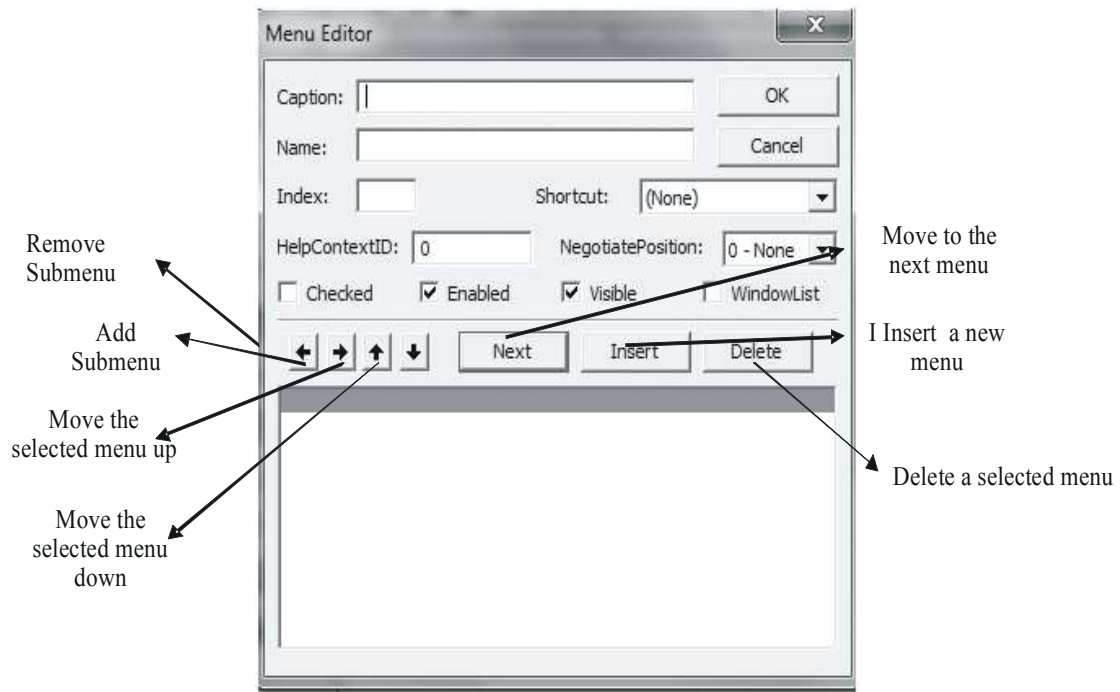 Menu Editor
Caption:
OK
Name:
Cancel
Index:
Shortcut:
(None)
HelpContextID:
0
NegotiatePosition:
0 - None
Checked
Enabled
Visible
WindowList
Next
Insert
Delete
Remove
Submenu
Add
Submenu
Move the
selected menu up
Move the
selected menu
down
Move to the
next menu
I Insert a new
menu
Delete a selected menu